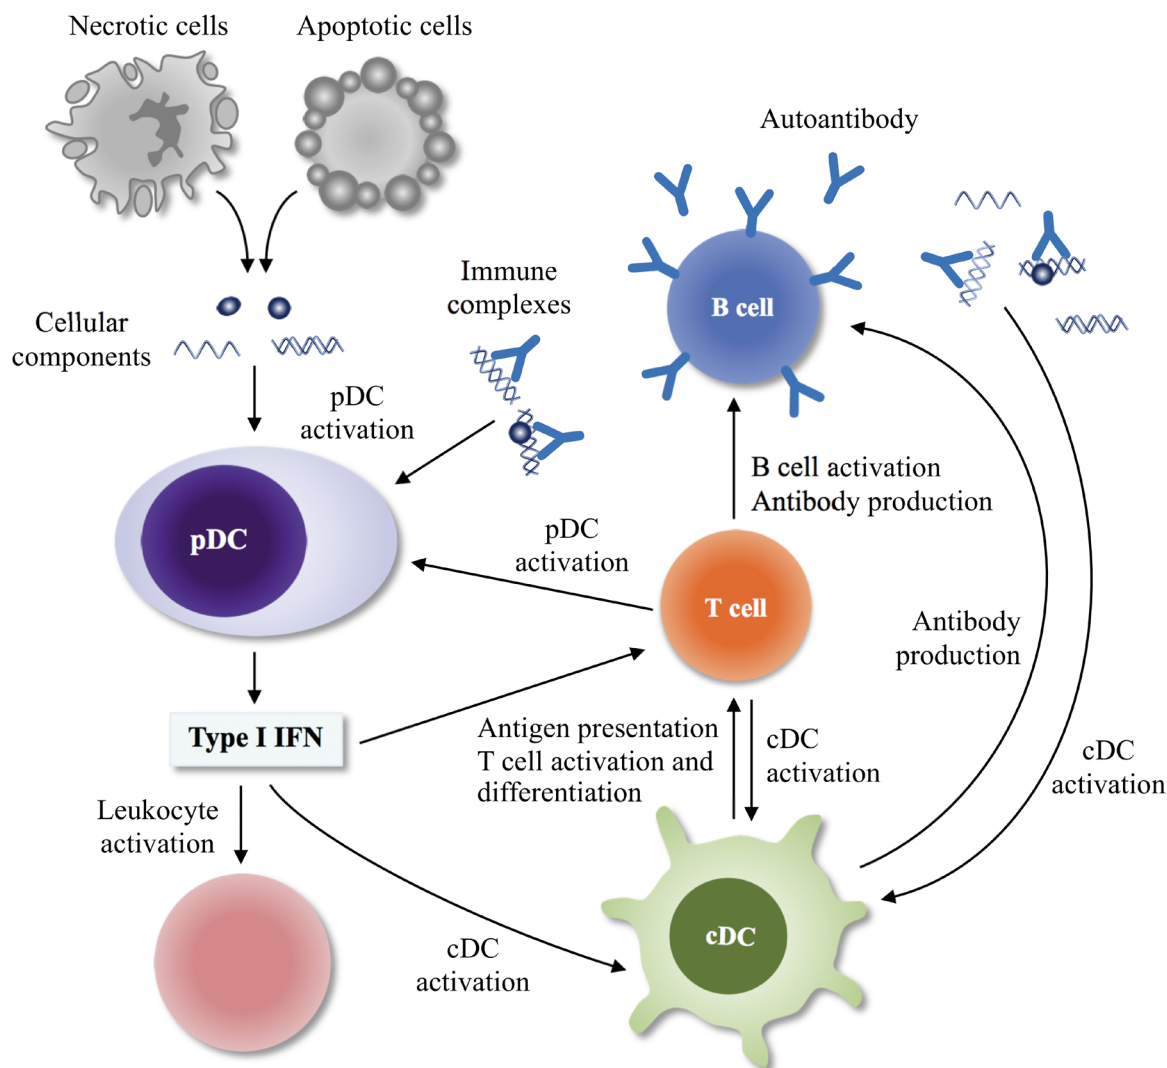 Necrotic cells
Apoptotic cells
Autoantibody
Immune
complexes
B cell
Cellular
components
pDC
activation
B cell activation
Antibody production
pDC
pDC
activation
T cell
Antibody
production
Type I IFN
Antigen presentation
T cell activation and
differentiation
cDC
activation
cDC
activation
Leukocyte
activation
cDC
cDC
activation